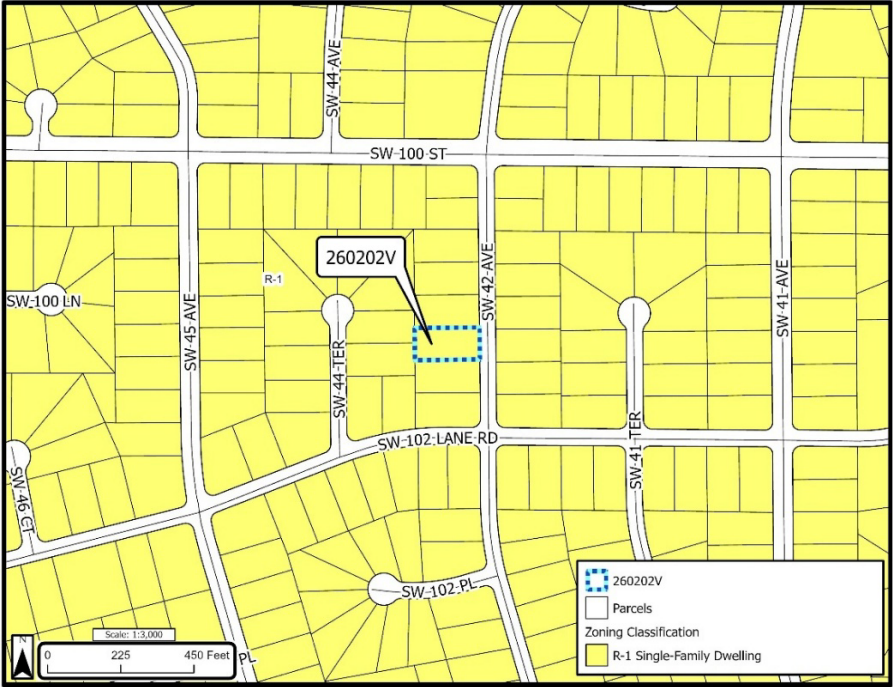 SW 44 AVE
SW 100 ST
260202V
R-1
SW 42 AVE
SW 100 LN
SW 45 AVE
SW 41 AVE
SW 44 TER
SW 41 TER
SW 102 LANE RD
SW 46 CT
SW 102 PL
PL
260202V
Parcels
Zoning Classification
R-1 Single-Family Dwelling
N
Scale: 1:3,000
0 225 450 Feet